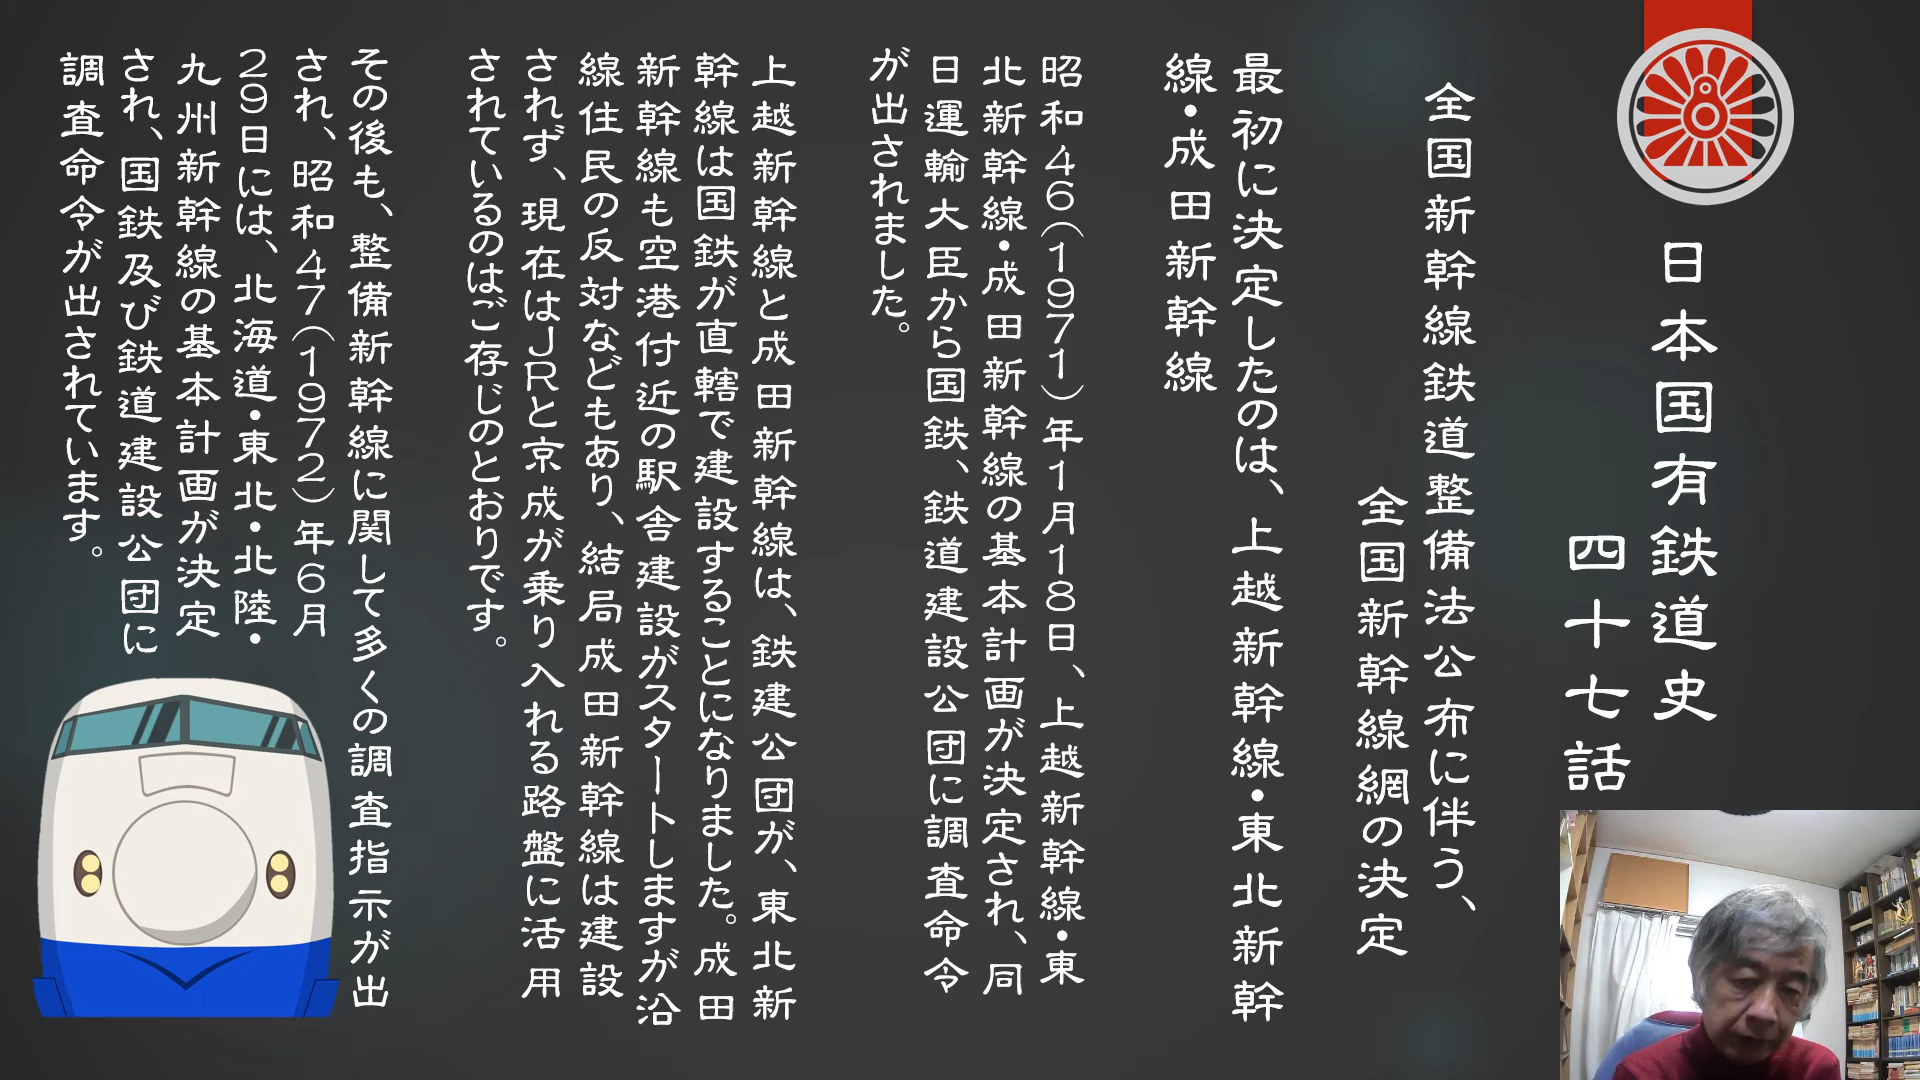 日本国有鉄道史
四十七話
全国新幹線鉄道整備法公布に伴う、
全国新幹線網の決定
最初に決定したのは、上越新幹線・東北新幹
線・成田新幹線
昭和46(1971)年1月18日、上越新幹線・東
北新幹線・成田新幹線の基本計画が決定され、同
日運輸大臣から国鉄、鉄道建設公団に調査命令
が出されました。
上越新幹線と成田新幹線は、鉄建公団が、東北新
幹線は国鉄が直轄で建設することになりました。成田
新幹線も空港付近の駅舎建設がスタートしますが沿
線住民の反対などもあり、結局成田新幹線は建設
されず、現在はJRと京成が乗り入れる路盤に活用
されているのはご存じのとおりです。
その後も、整備新幹線に関して多くの調査指示が出
され、昭和47(1972)年6月
29日には、北海道・東北・北陸・
九州新幹線の基本計画が決定
され、国鉄及び鉄道建設公団に
調査命令が出されています。